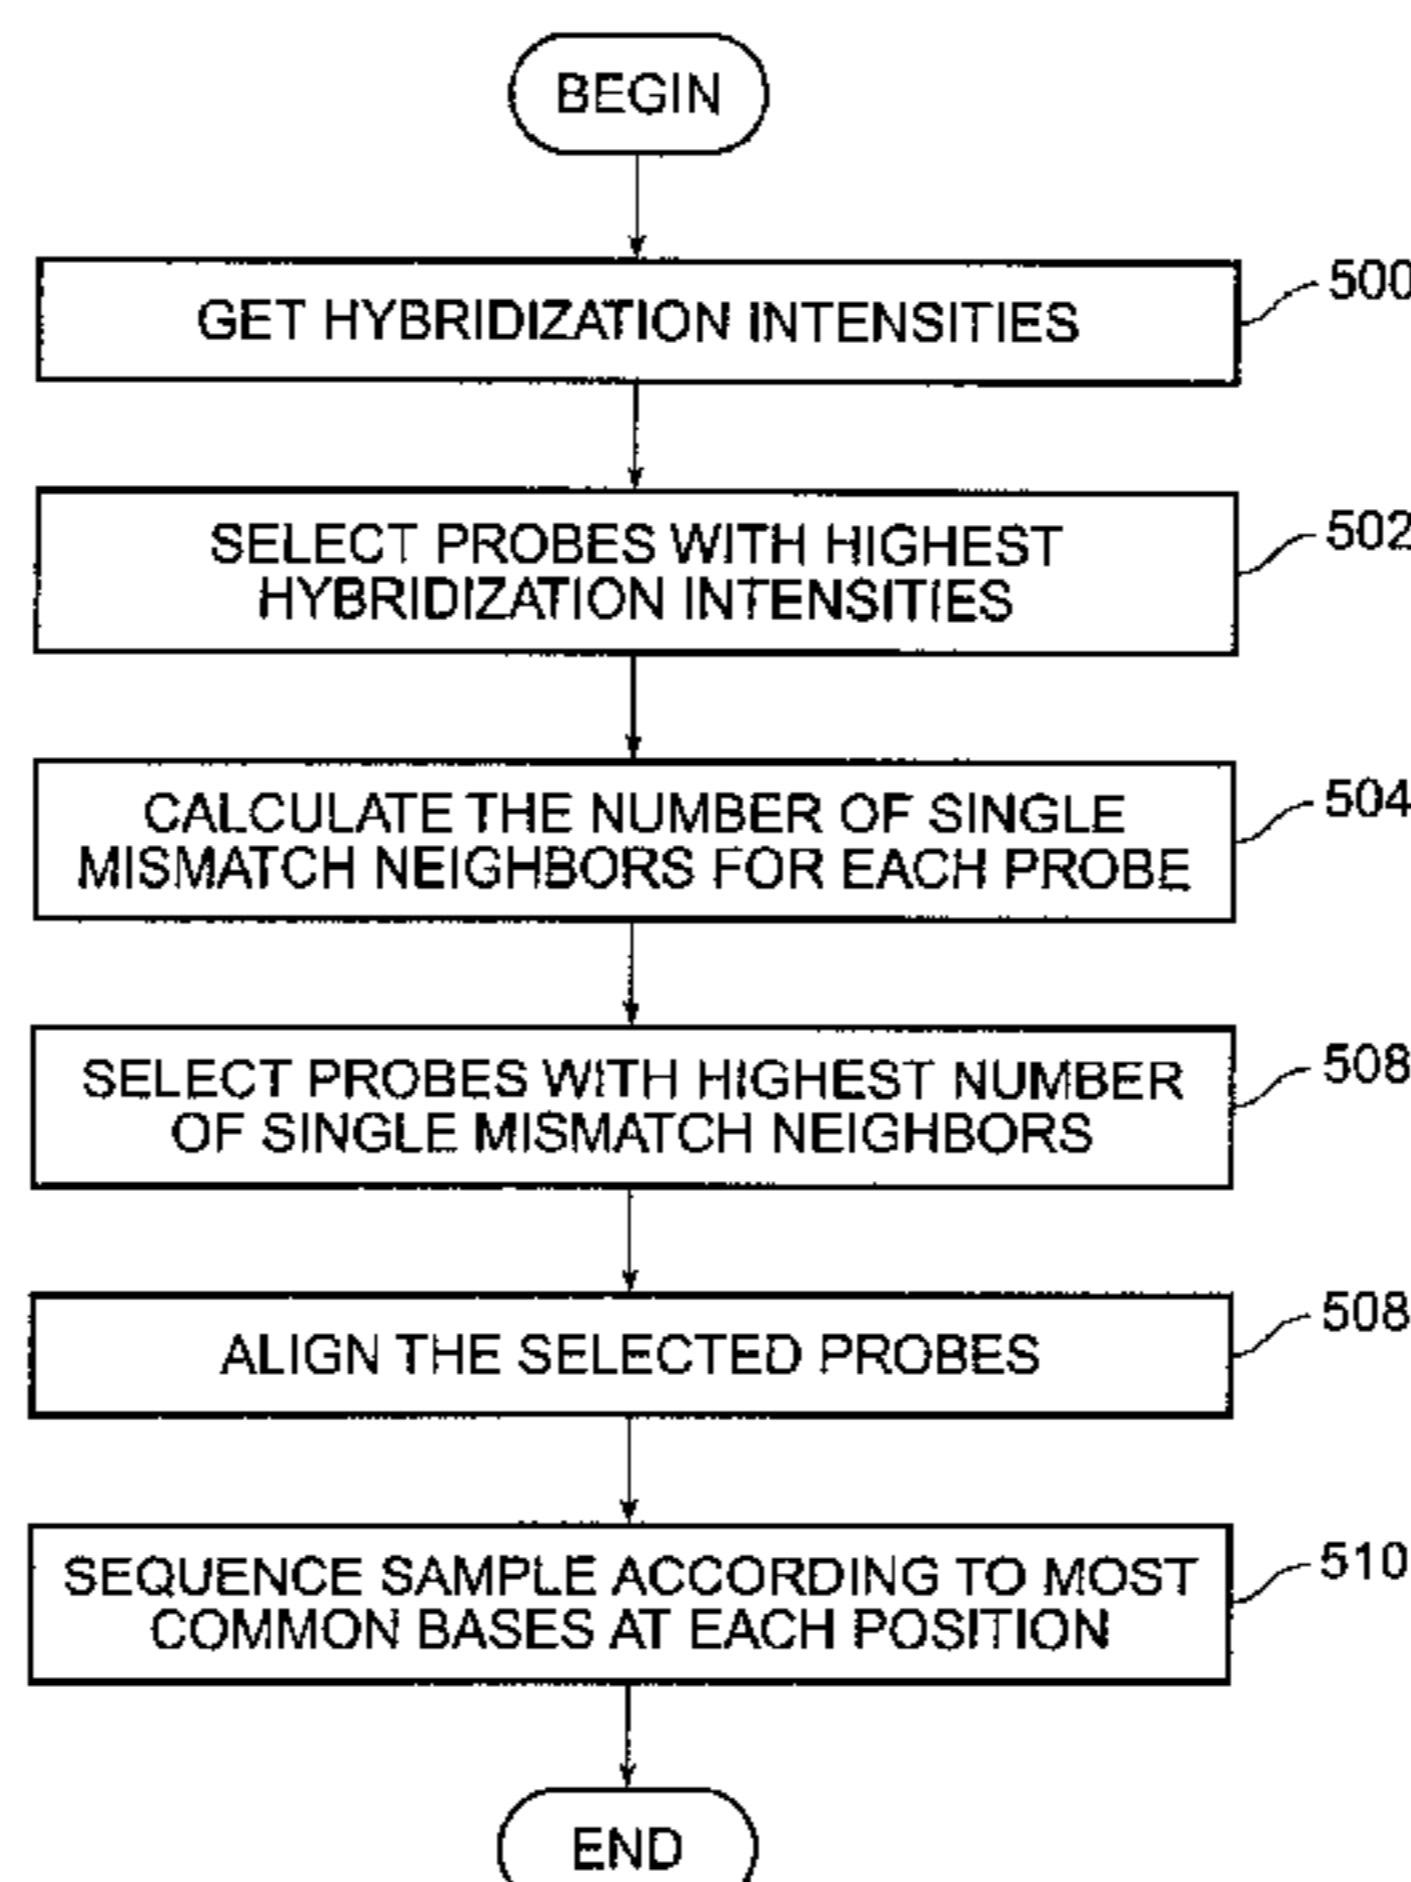 BEGIN
GET HYBRIDIZATION INTENSITIES
500
SELECT PROBES WITH HIGHEST
HYBRIDIZATION INTENSITIES
502
CALCULATE THE NUMBER OF SINGLE
MISMATCH NEIGHBORS FOR EACH PROBE
504
SELECT PROBES WITH HIGHEST NUMBER
OF SINGLE MISMATCH NEIGHBORS
508
ALIGN THE SELECTED PROBES
508
SEQUENCE SAMPLE ACCORDING TO MOST
COMMON BASES AT EACH POSITION
510
END